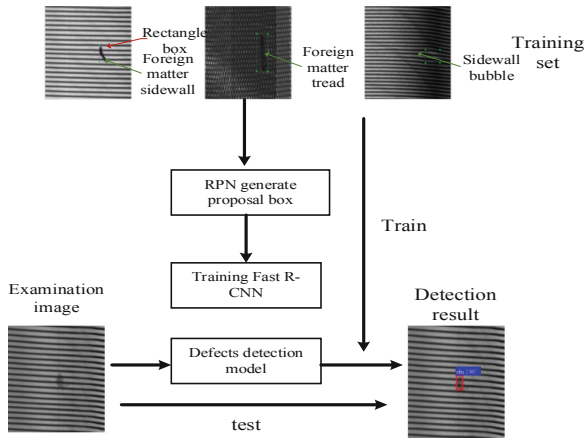 Rectangle
box
Foreign
matter
sidewall
Foreign
matter
tread
Sidewall
bubble
Training
set
RPN generate
proposal box
Train
Training Fast R-
CNN
Examination
image
Detection
result
Defects detection
model
test